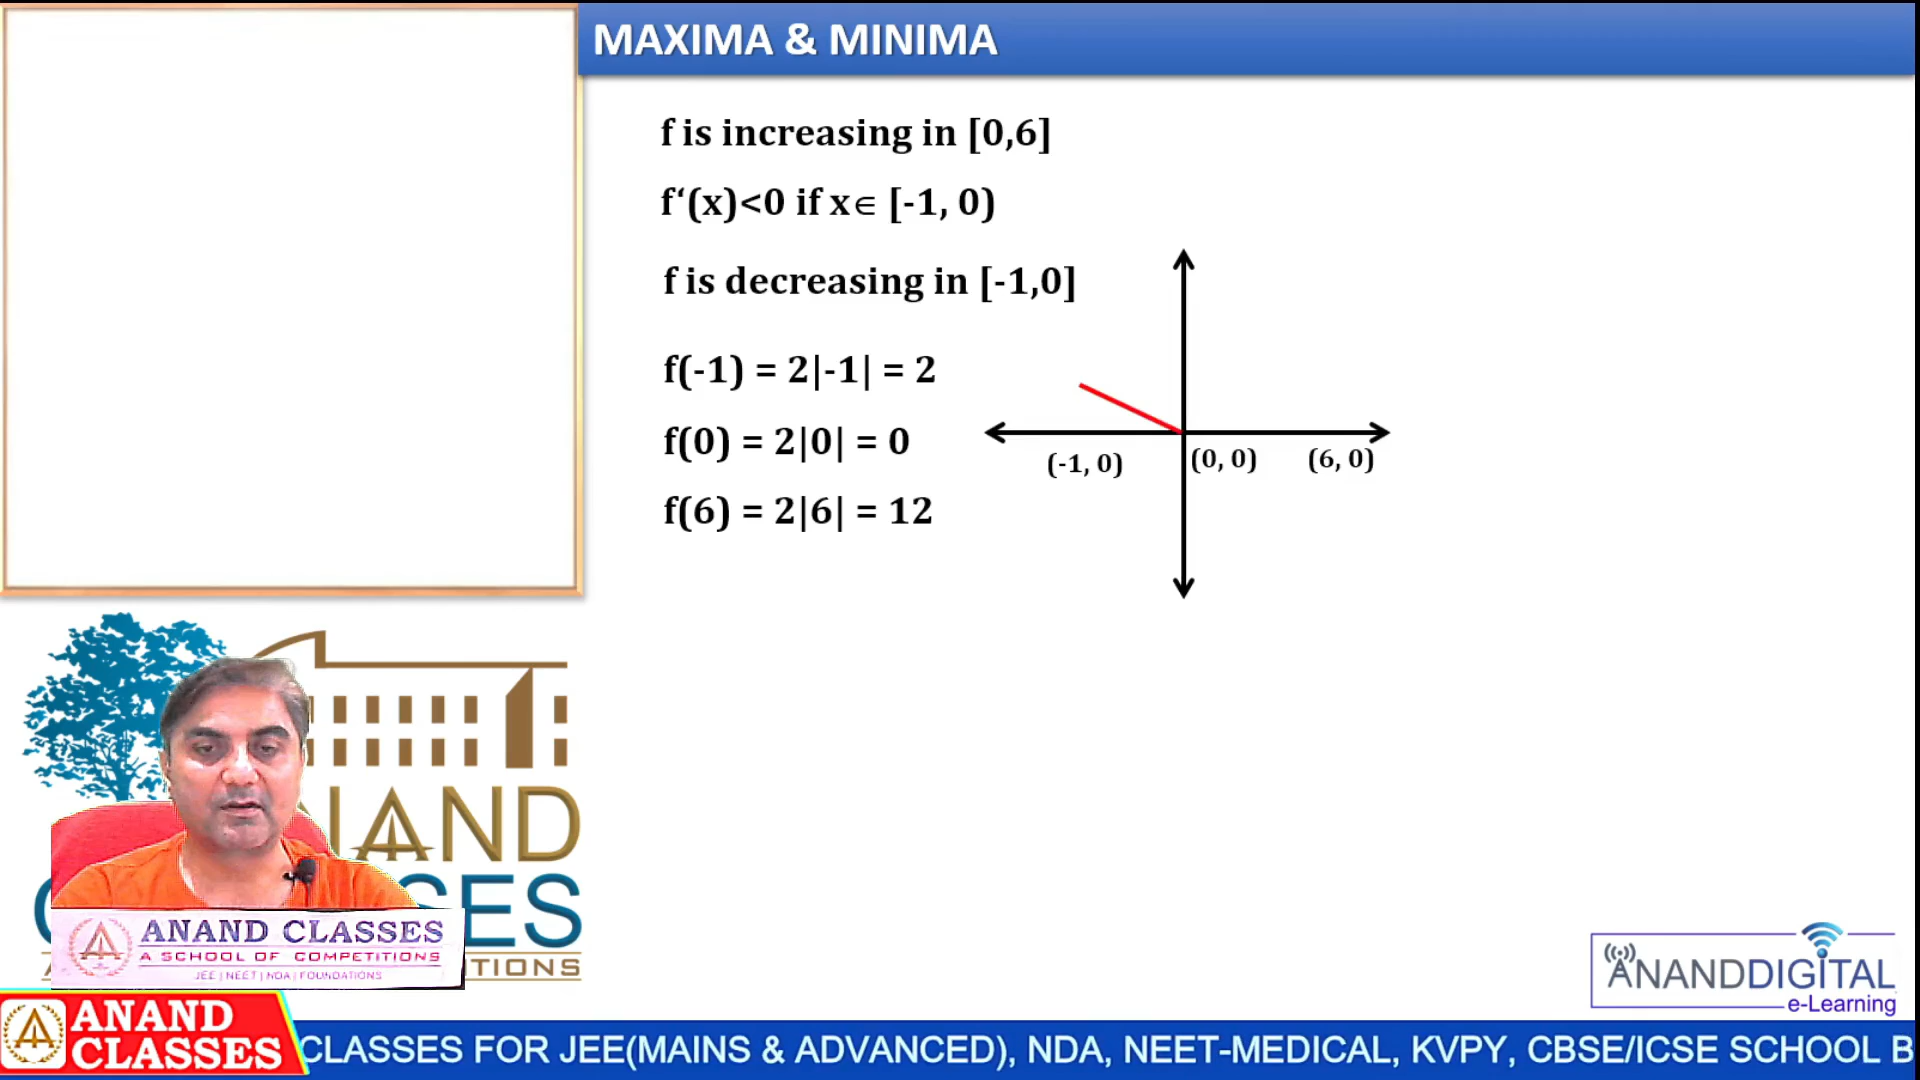 MAXIMA & MINIMA
f is increasing in [0,6]
f‘(x)<0 if x∈ [-1, 0)
f is decreasing in [-1,0]
f(-1) = 2|-1| = 2
f(0) = 2|0| = 0
f(6) = 2|6| = 12
(-1, 0)
(0, 0)
(6, 0)
NAND
SES
TIONS
ANAND CLASSES
A SCHOOL OF COMPETITIONS
JEE | NEET | NDA | FOUNDATIONS
ANANDDIGITAL
e-Learning
ANAND
CLASSES
CLASSES FOR JEE(MAINS & ADVANCED), NDA, NEET-MEDICAL, KVPY, CBSE/ICSE SCHOOL B